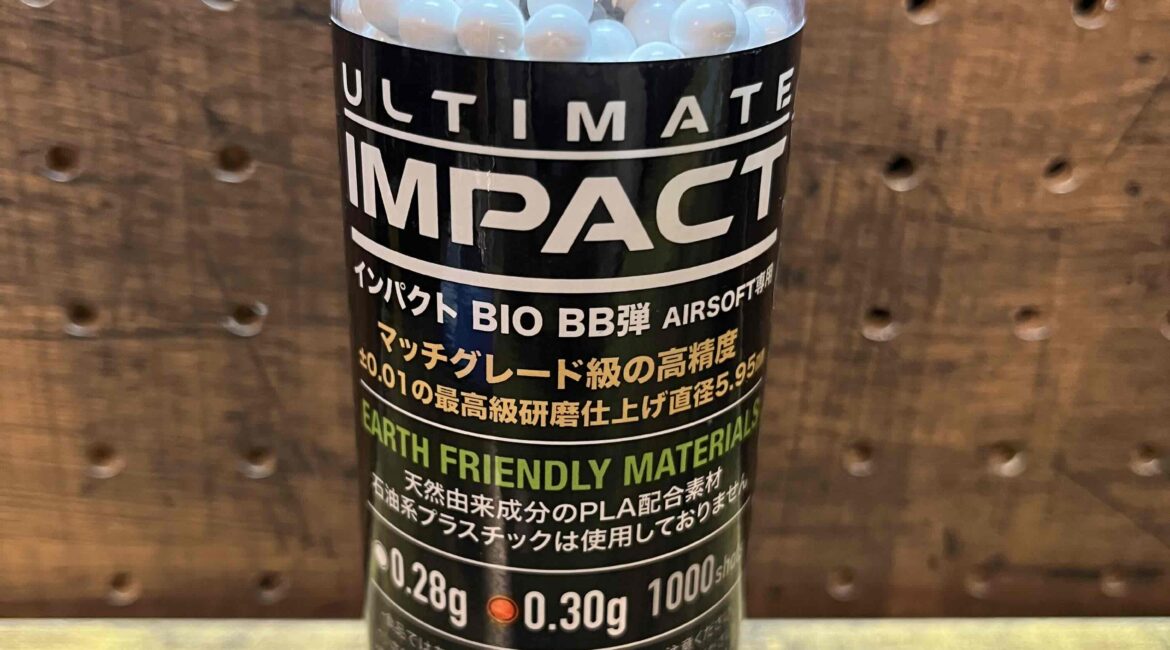 ULTIMATE
IMPACT
インパクト BIO BB弾 AIRSOFT専用
マッチグレード級の高精度
±0.01の最高級研磨仕上げ直径5.95㎜
EARTH FRIENDLY MATERIALS
天然由来成分のPLA配合素材
石油系プラスチックは使用しておりません
0.28g 0.30g 1000shots